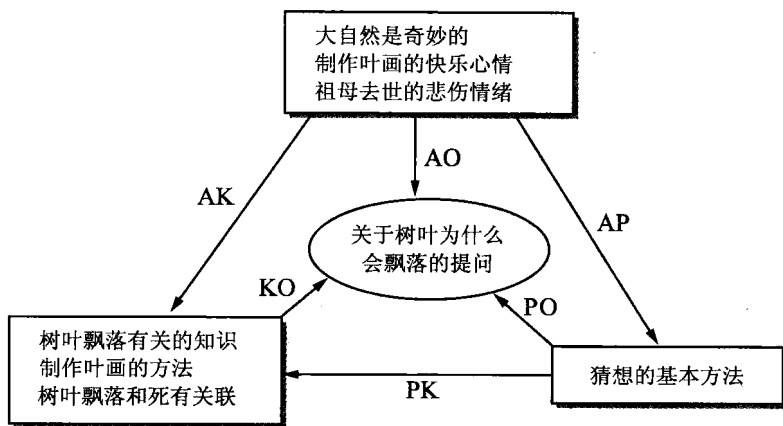 大自然是奇妙的
制作叶画的快乐心情
祖母去世的悲伤情绪
AO
AK
AP
关于树叶为什么
会飘落的提问
KO
PO
树叶飘落有关的知识
制作叶画的方法
树叶飘落和死有关联
PK
猜想的基本方法